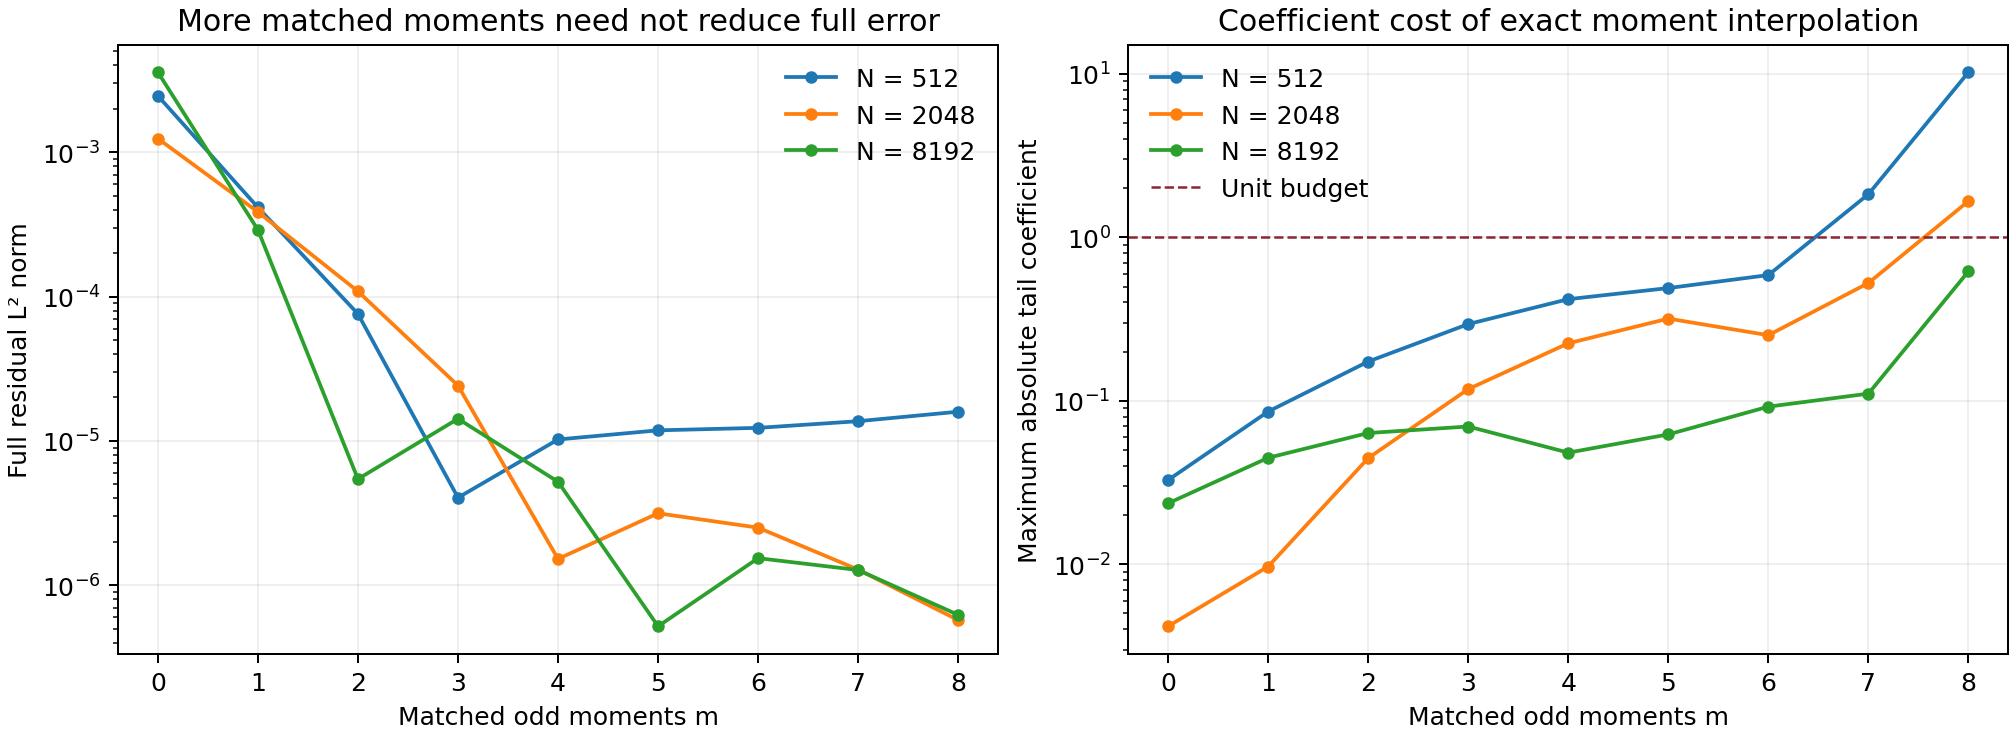 More matched moments need not reduce full error
N = 512
N = 2048
N = 8192
10⁻³
10⁻⁴
10⁻⁵
10⁻⁶
Full residual L² norm
0 1 2 3 4 5 6 7 8
Matched odd moments m
Coefficient cost of exact moment interpolation
N = 512
N = 2048
N = 8192
Unit budget
10¹
10⁰
10⁻¹
10⁻²
Maximum absolute tail coefficient
0 1 2 3 4 5 6 7 8
Matched odd moments m